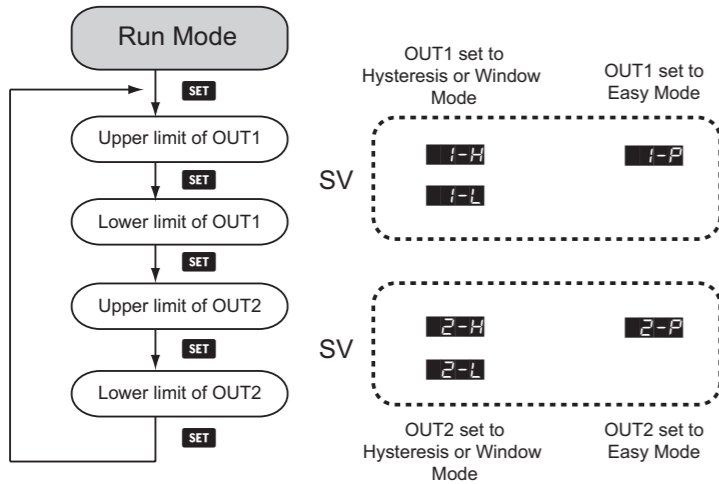 Run Mode
SET
Upper limit of OUT1
SET
Lower limit of OUT1
SET
Upper limit of OUT2
SET
Lower limit of OUT2
SET
OUT1 set to
Hysteresis or Window
Mode
OUT1 set to
Easy Mode
SV
1-H
1-P
1-L
SV
2-H
2-P
2-L
OUT2 set to
Hysteresis or Window
Mode
OUT2 set to
Easy Mode